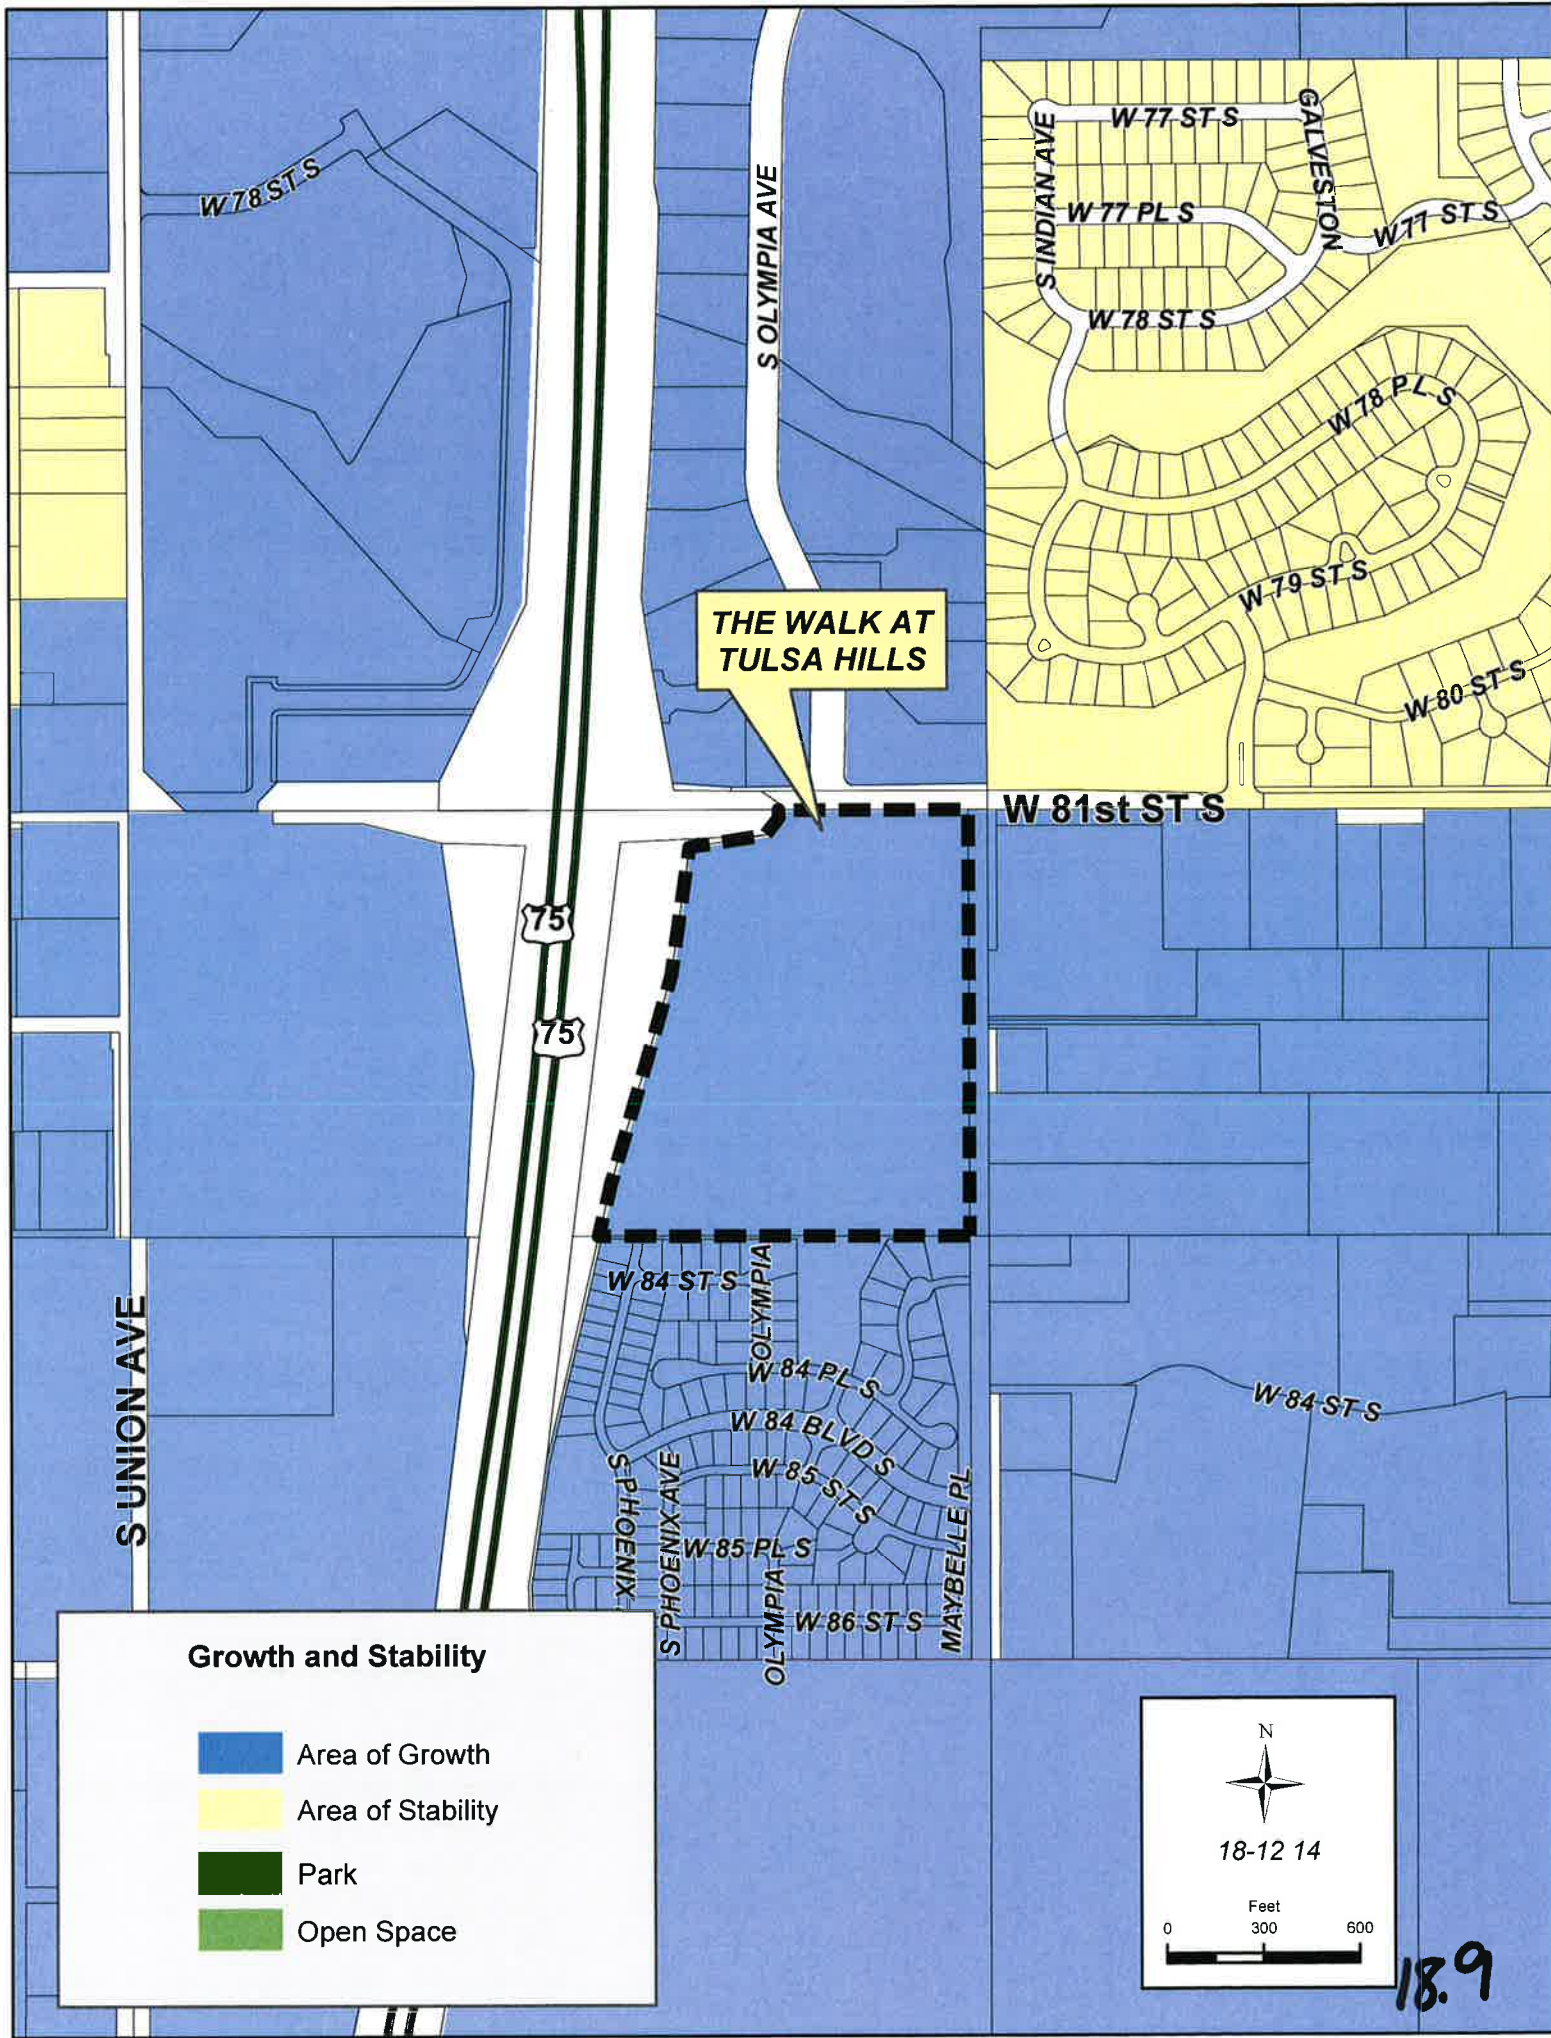 W 78 ST S
S OLYMPIA AVE
S INDIAN AVE
W 77 ST S
GALVESTON
W 77 PL S
W 77 ST S
W 78 ST S
W 78 PL S
W 79 ST S
W 80 ST S
THE WALK AT
TULSA HILLS
W 81st ST S
75
75
S UNION AVE
W 84 ST S
OLYMPIA
W 84 PL S
W 84 BLVD S
W 85 ST S
S PHOENIX
S PHOENIX AVE
W 85 PL S
OLYMPIA
W 86 ST S
MAYBELLE PL
W 84 ST S
Growth and Stability
Area of Growth
Area of Stability
Park
Open Space
N
18-12 14
Feet
0 300 600
18.9